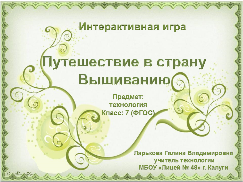 Интерактивная игра
Путешествие в страну
Вышиванию
Предмет:
технология
Класс: 7 (ФГОС)
Парькова Галина Владимировна
учитель технологии
МБОУ «Лицей № 48» г. Калуги